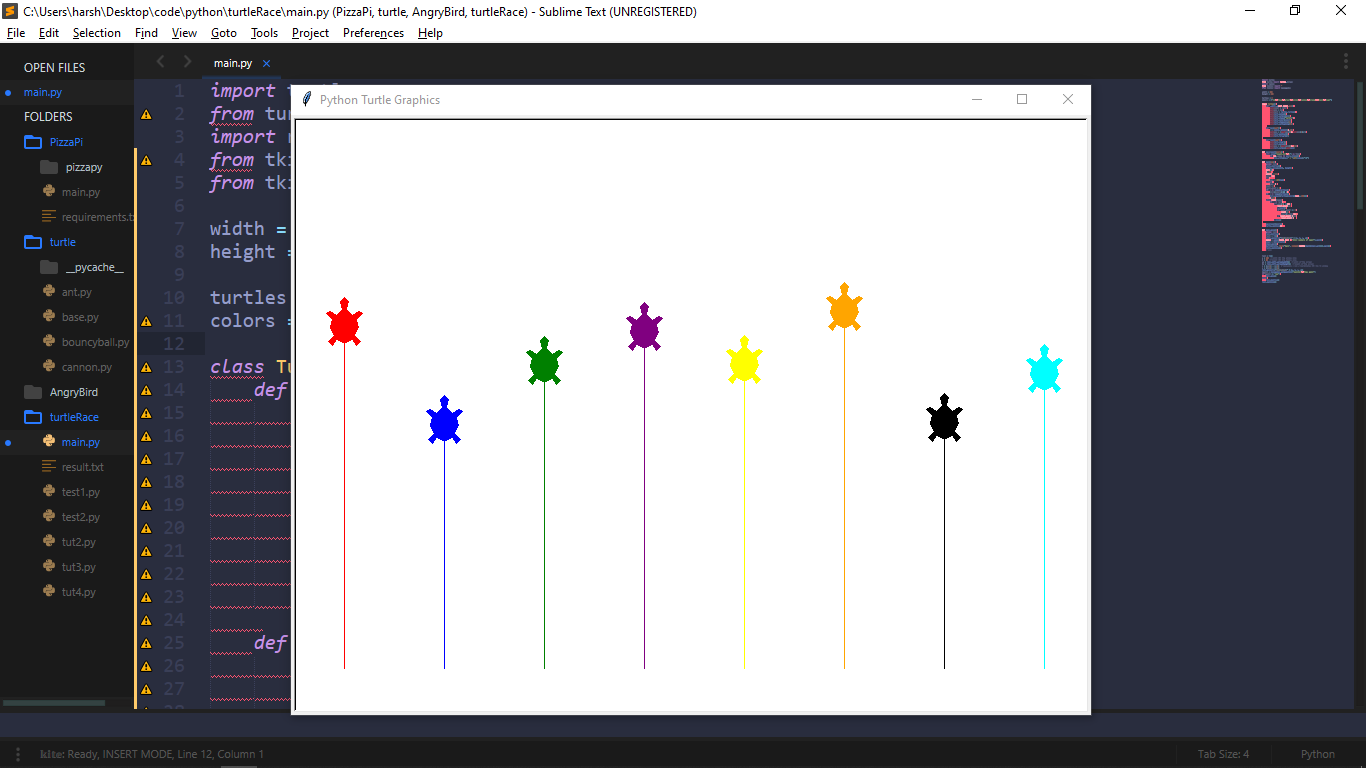 C:\Users\harsh\Desktop\code\python\turtleRace\main.py (PizzaPi, turtle, AngryBird, turtleRace) - Sublime Text (UNREGISTERED)
File Edit Selection Find View Goto Tools Project Preferences Help
OPEN FILES
main.py
FOLDERS
PizzaPi
pizzapy
main.py
requirements.t
turtle
__pycache__
ant.py
base.py
bouncyball.py
cannon.py
AngryBird
turtleRace
main.py
result.txt
test1.py
test2.py
tut2.py
tut3.py
tut4.py
main.py ×
1 import
2 from tur
3 import
4 from tk
5 from tk
6
7 width =
8 height
9
10 turtles
11 colors
12
13 class T
14 def
15
16
17
18
19
20
21
22
23
24
25 def
26
27
Python Turtle Graphics
kite: Ready, INSERT MODE, Line 12, Column 1
Tab Size: 4
Python